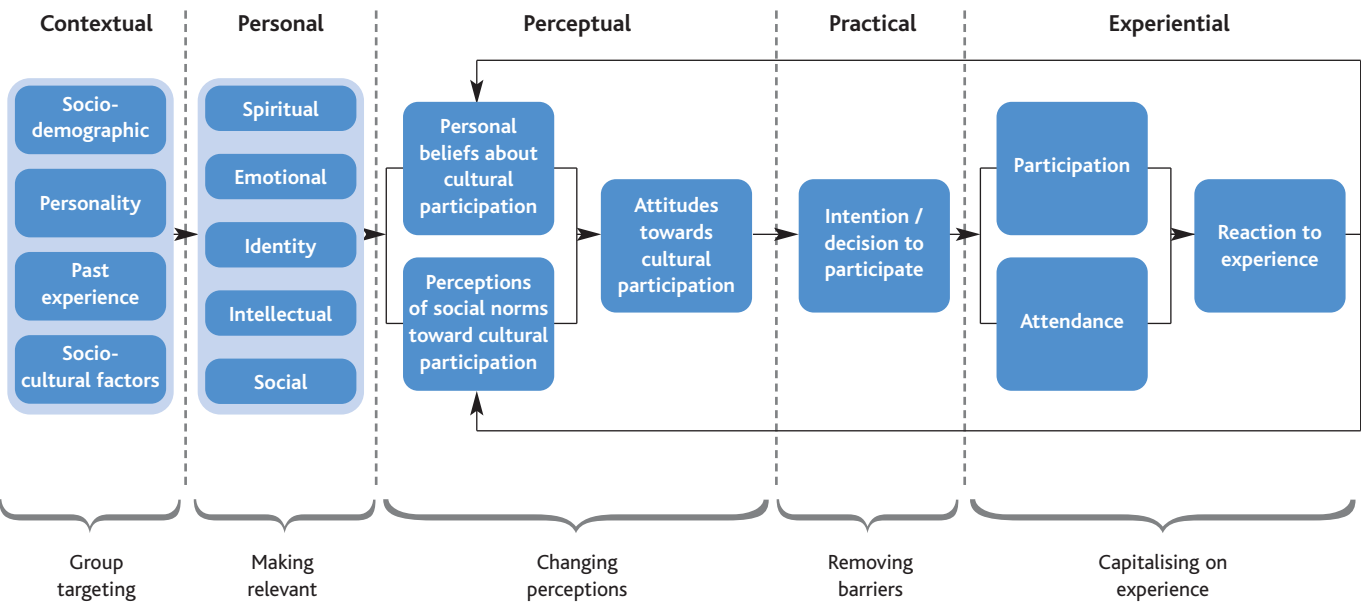 Contextual
Personal
Perceptual
Practical
Experiential
Socio-
demographic
Personality
Past
experience
Socio-
cultural factors
Spiritual
Emotional
Identity
Intellectual
Social
Personal
beliefs about
cultural
participation
Perceptions
of social norms
toward cultural
participation
Attitudes
towards
cultural
participation
Intention /
decision to
participate
Participation
Attendance
Reaction to
experience
Group
targeting
Making
relevant
Changing
perceptions
Removing
barriers
Capitalising on
experience